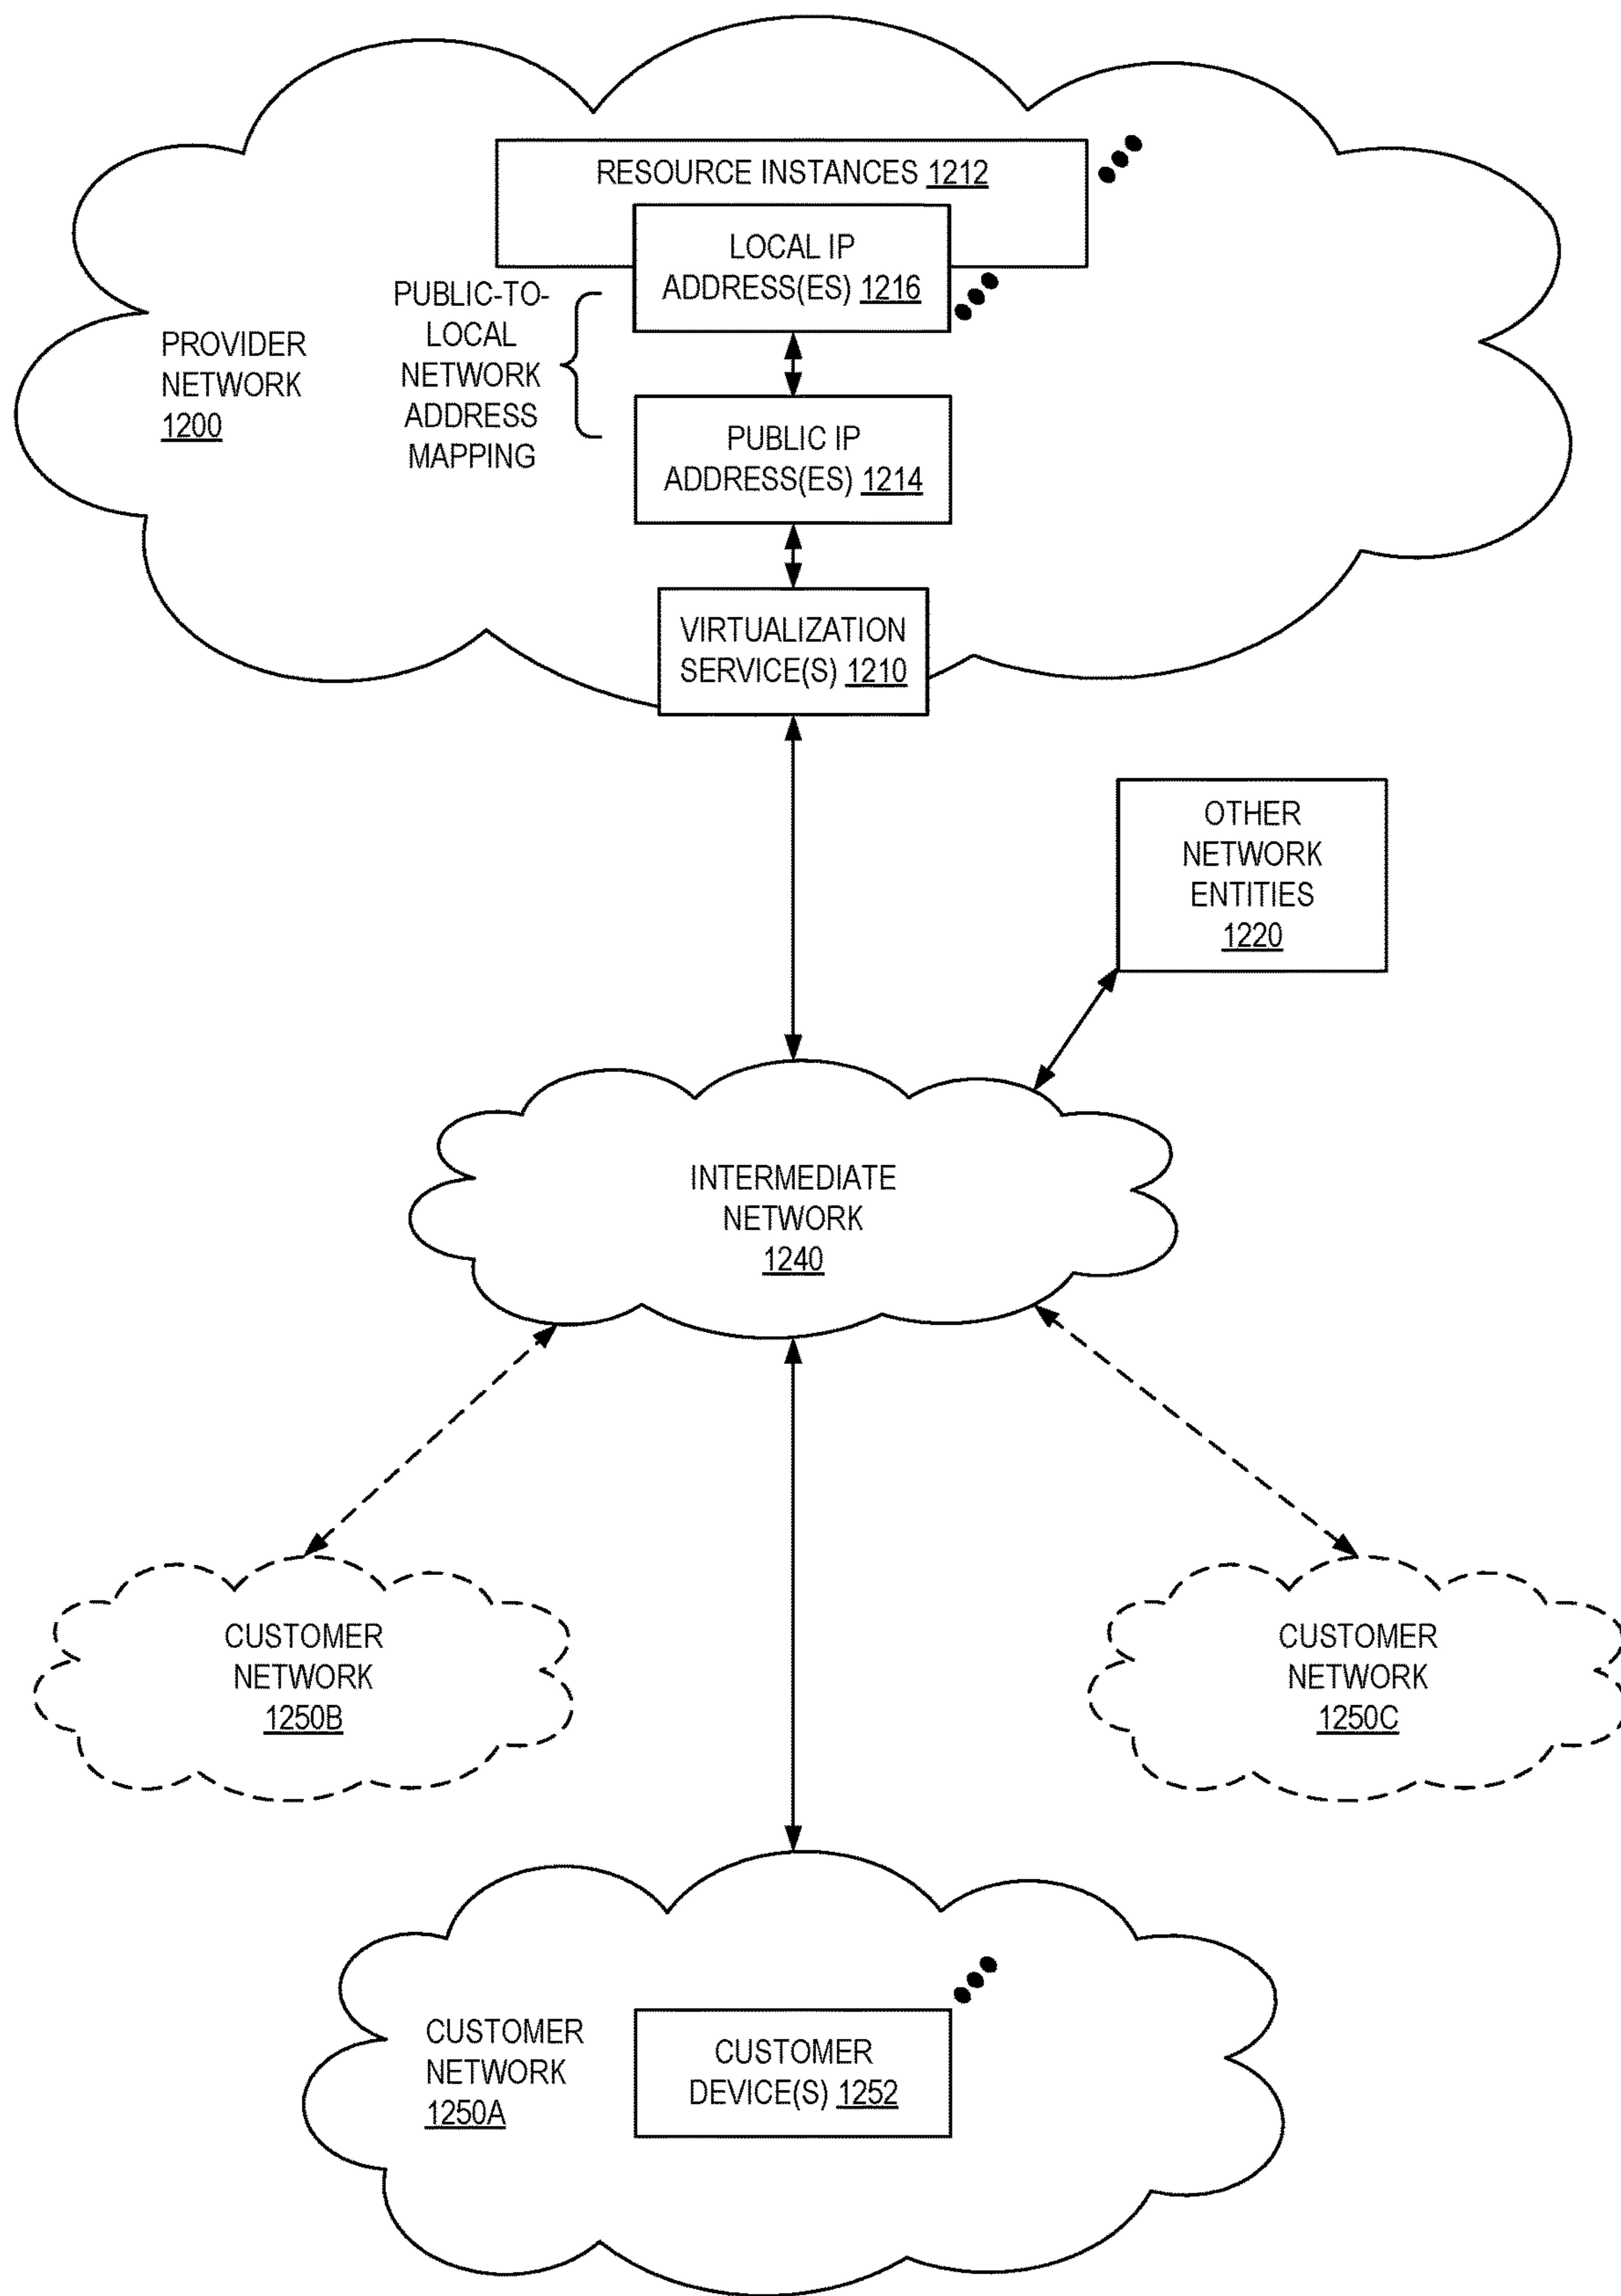 RESOURCE INSTANCES 1212
LOCAL IP
ADDRESS(ES) 1216
PUBLIC-TO-
LOCAL
NETWORK
ADDRESS
MAPPING
PROVIDER
NETWORK
1200
PUBLIC IP
ADDRESS(ES) 1214
VIRTUALIZATION
SERVICE(S) 1210
OTHER
NETWORK
ENTITIES
1220
INTERMEDIATE
NETWORK
1240
CUSTOMER
NETWORK
1250B
CUSTOMER
NETWORK
1250C
CUSTOMER
NETWORK
1250A
CUSTOMER
DEVICE(S) 1252